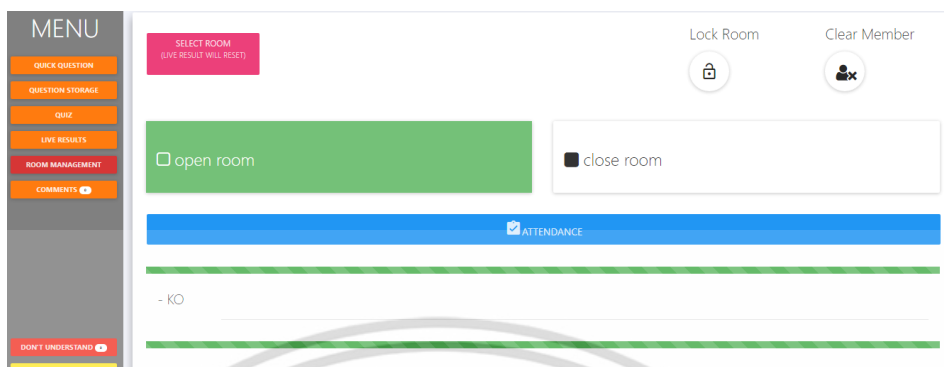 MENU
QUICK QUESTION
QUESTION STORAGE
QUIZ
LIVE RESULTS
ROOM MANAGEMENT
COMMENTS
DON'T UNDERSTAND
SELECT ROOM
(LIVE RESULT WILL RESET)
Lock Room
Clear Member
open room
close room
ATTENDANCE
- KO